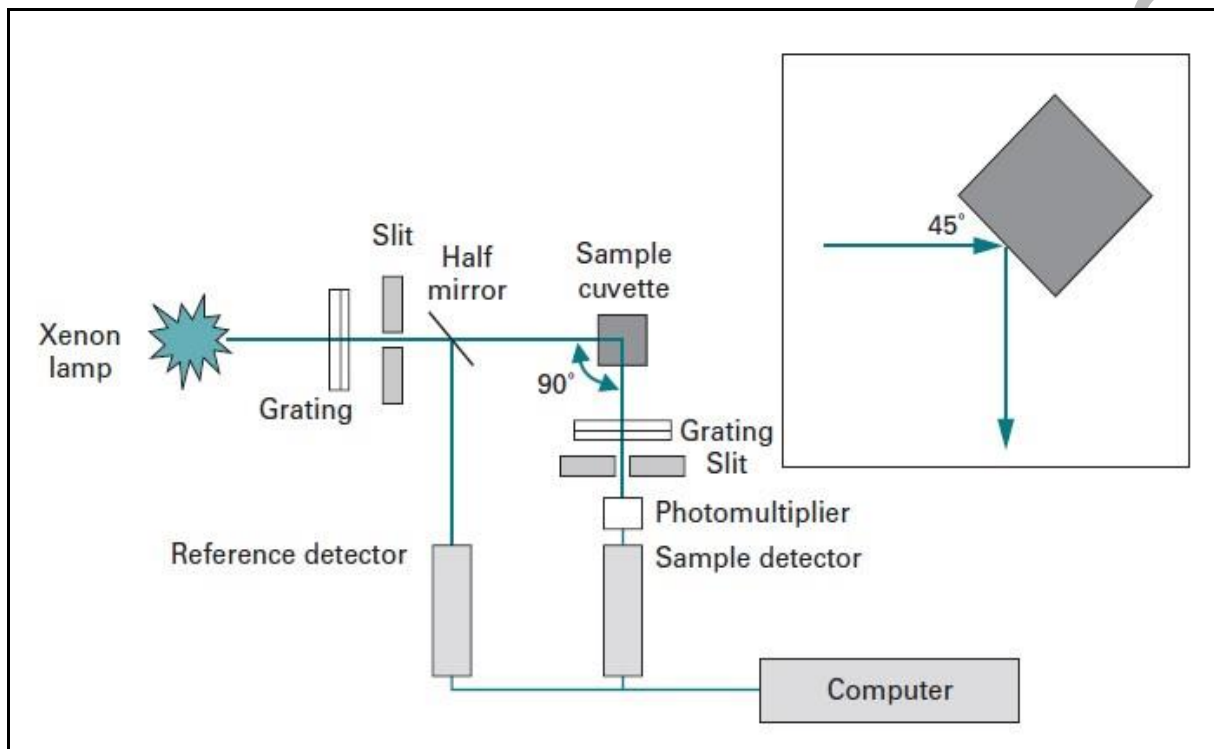 Slit
Half
mirror
Sample
cuvette
45°
Xenon
lamp
90°
Grating
Grating
Slit
Photomultiplier
Reference detector
Sample detector
Computer